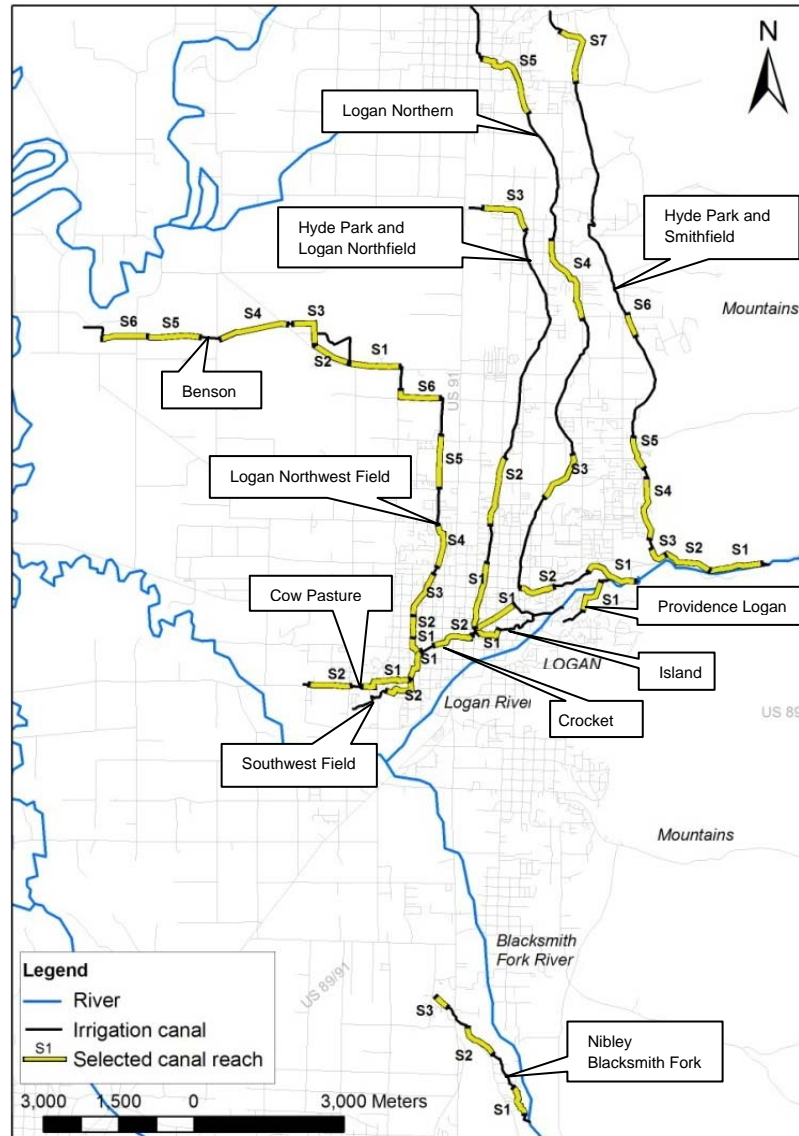 S7
N
S5
Logan Northern
S3
Hyde Park and
Logan Northfield
Hyde Park and
Smithfield
S4
S6
Mountains
S6
S5
S4
S3
S2
S1
Benson
S6
US 91
S5
S2
S3
S5
S4
Logan Northwest Field
S4
S3
S2
S1
S1
S2
S1
S3
S1
S2
Cow Pasture
S2
S1
S1
S2
S1
S1
S1
Providence Logan
LOGAN
Island
S2
S1
S2
Logan River
Crocket
US 89/
Southwest Field
Mountains
Blacksmith
Fork River
US 89/91
Legend
River
Irrigation canal
S1
Selected canal reach
S3
S2
Nibley
Blacksmith Fork
S1
3,000 1,500 0 3,000 Meters